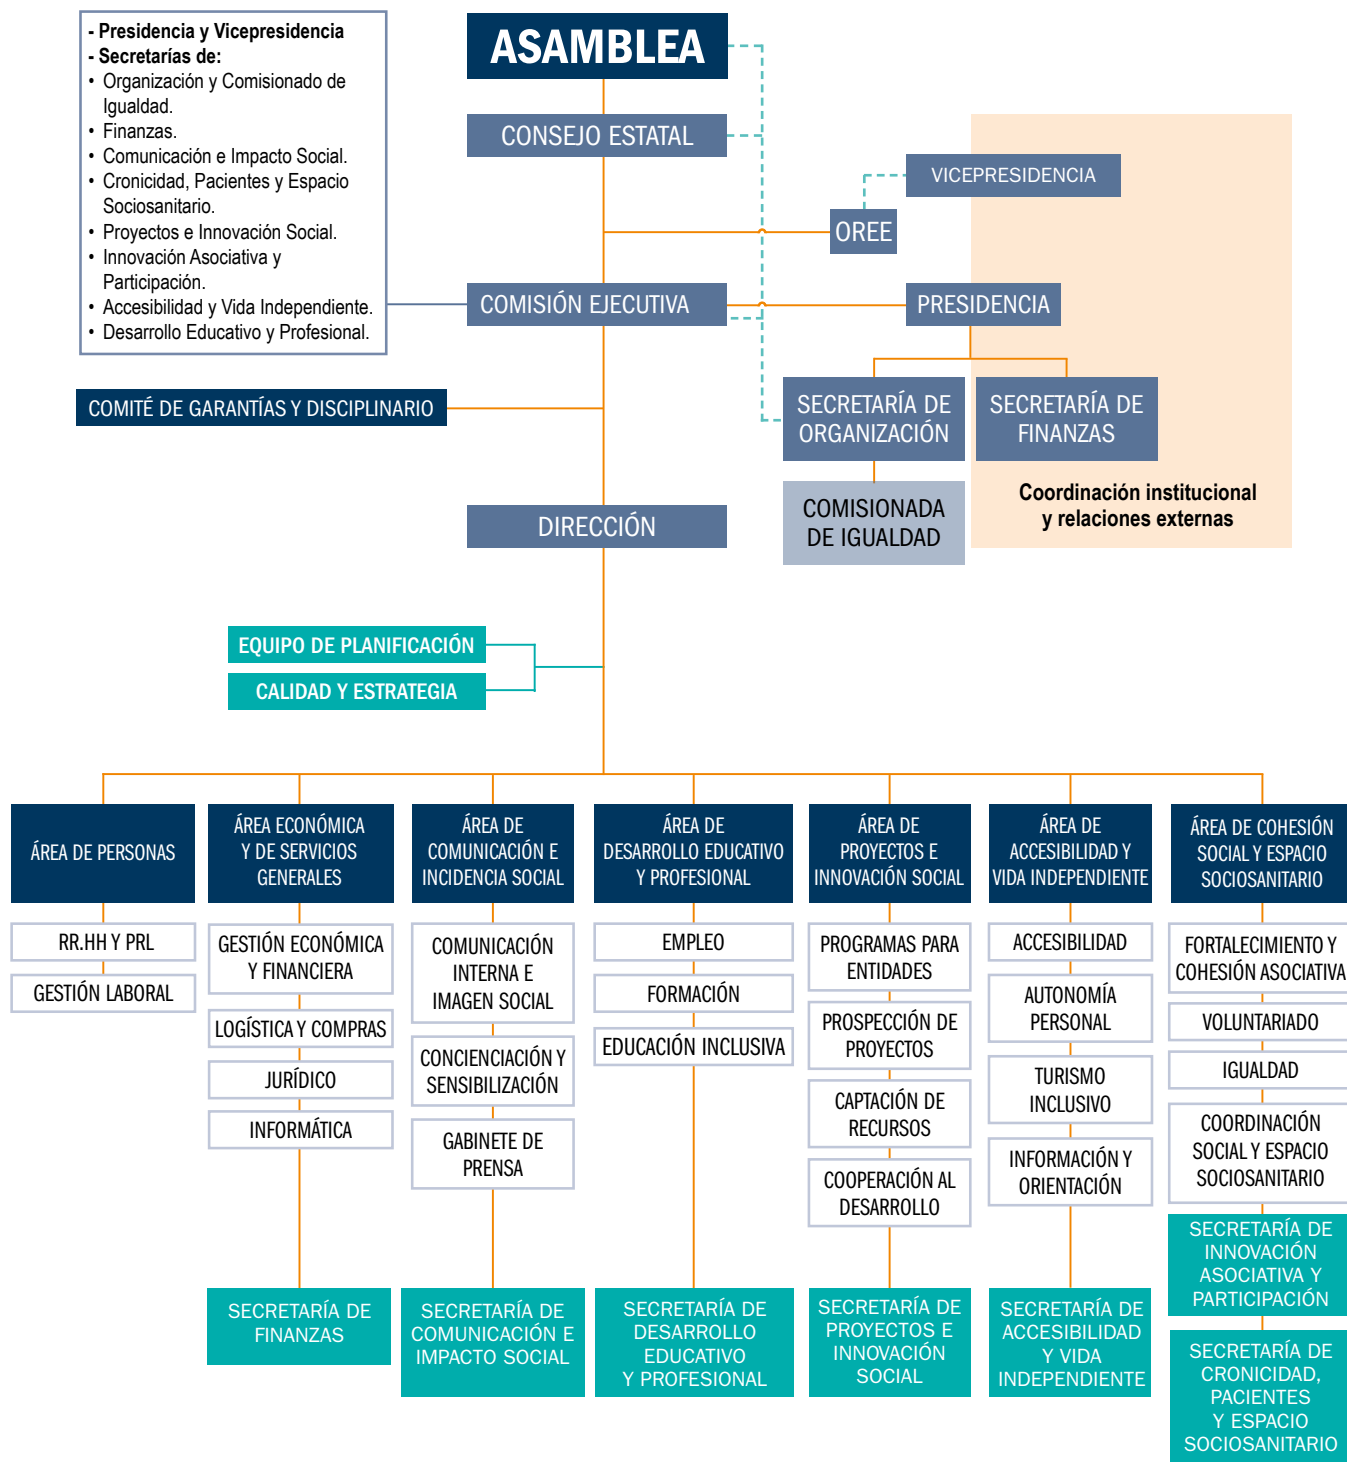 - Presidencia y Vicepresidencia
- Secretarías de:
• Organización y Comisionado de
Igualdad.
• Finanzas.
• Comunicación e Impacto Social.
• Cronicidad, Pacientes y Espacio
Sociosanitario.
• Proyectos e Innovación Social.
• Innovación Asociativa y
Participación.
• Accesibilidad y Vida Independiente.
• Desarrollo Educativo y Profesional.
ASAMBLEA
CONSEJO ESTATAL
VICEPRESIDENCIA
OREE
COMISIÓN EJECUTIVA
PRESIDENCIA
COMITÉ DE GARANTÍAS Y DISCIPLINARIO
SECRETARÍA DE
ORGANIZACIÓN
SECRETARÍA DE
FINANZAS
COMISIONADA
DE IGUALDAD
Coordinación institucional
y relaciones externas
DIRECCIÓN
EQUIPO DE PLANIFICACIÓN
CALIDAD Y ESTRATEGIA
ÁREA DE PERSONAS
RR.HH Y PRL
GESTIÓN LABORAL
ÁREA ECONÓMICA
Y DE SERVICIOS
GENERALES
GESTIÓN ECONÓMICA
Y FINANCIERA
LOGÍSTICA Y COMPRAS
JURÍDICO
INFORMÁTICA
SECRETARÍA DE
FINANZAS
ÁREA DE
COMUNICACIÓN E
INCIDENCIA SOCIAL
COMUNICACIÓN
INTERNA E
IMAGEN SOCIAL
CONCIENCIACIÓN Y
SENSIBILIZACIÓN
GABINETE DE
PRENSA
SECRETARÍA DE
COMUNICACIÓN E
IMPACTO SOCIAL
ÁREA DE
DESARROLLO EDUCATIVO
Y PROFESIONAL
EMPLEO
FORMACIÓN
EDUCACIÓN INCLUSIVA
SECRETARÍA DE
DESARROLLO
EDUCATIVO
Y PROFESIONAL
ÁREA DE
PROYECTOS E
INNOVACIÓN SOCIAL
PROGRAMAS PARA
ENTIDADES
PROSPECCIÓN DE
PROYECTOS
CAPTACIÓN DE
RECURSOS
COOPERACIÓN AL
DESARROLLO
SECRETARÍA DE
PROYECTOS E
INNOVACIÓN
SOCIAL
ÁREA DE
ACCESIBILIDAD Y
VIDA INDEPENDIENTE
ACCESIBILIDAD
AUTONOMÍA
PERSONAL
TURISMO
INCLUSIVO
INFORMACIÓN Y
ORIENTACIÓN
SECRETARÍA DE
ACCESIBILIDAD
Y VIDA
INDEPENDIENTE
ÁREA DE COHESIÓN
SOCIAL Y ESPACIO
SOCIOSANITARIO
FORTALECIMIENTO Y
COHESIÓN ASOCIATIVA
VOLUNTARIADO
IGUALDAD
COORDINACIÓN
SOCIAL Y ESPACIO
SOCIOSANITARIO
SECRETARÍA DE
INNOVACIÓN
ASOCIATIVA Y
PARTICIPACIÓN
SECRETARÍA DE
CRONICIDAD,
PACIENTES
Y ESPACIO
SOCIOSANITARIO